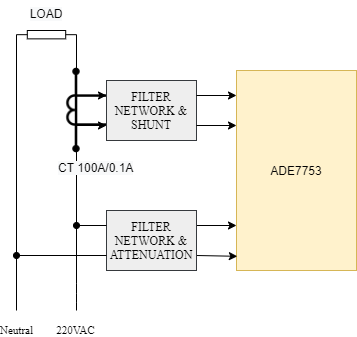 LOAD
FILTER
NETWORK &
SHUNT
CT 100A/0.1A
ADE7753
FILTER
NETWORK &
ATTENUATION
Neutral
220VAC